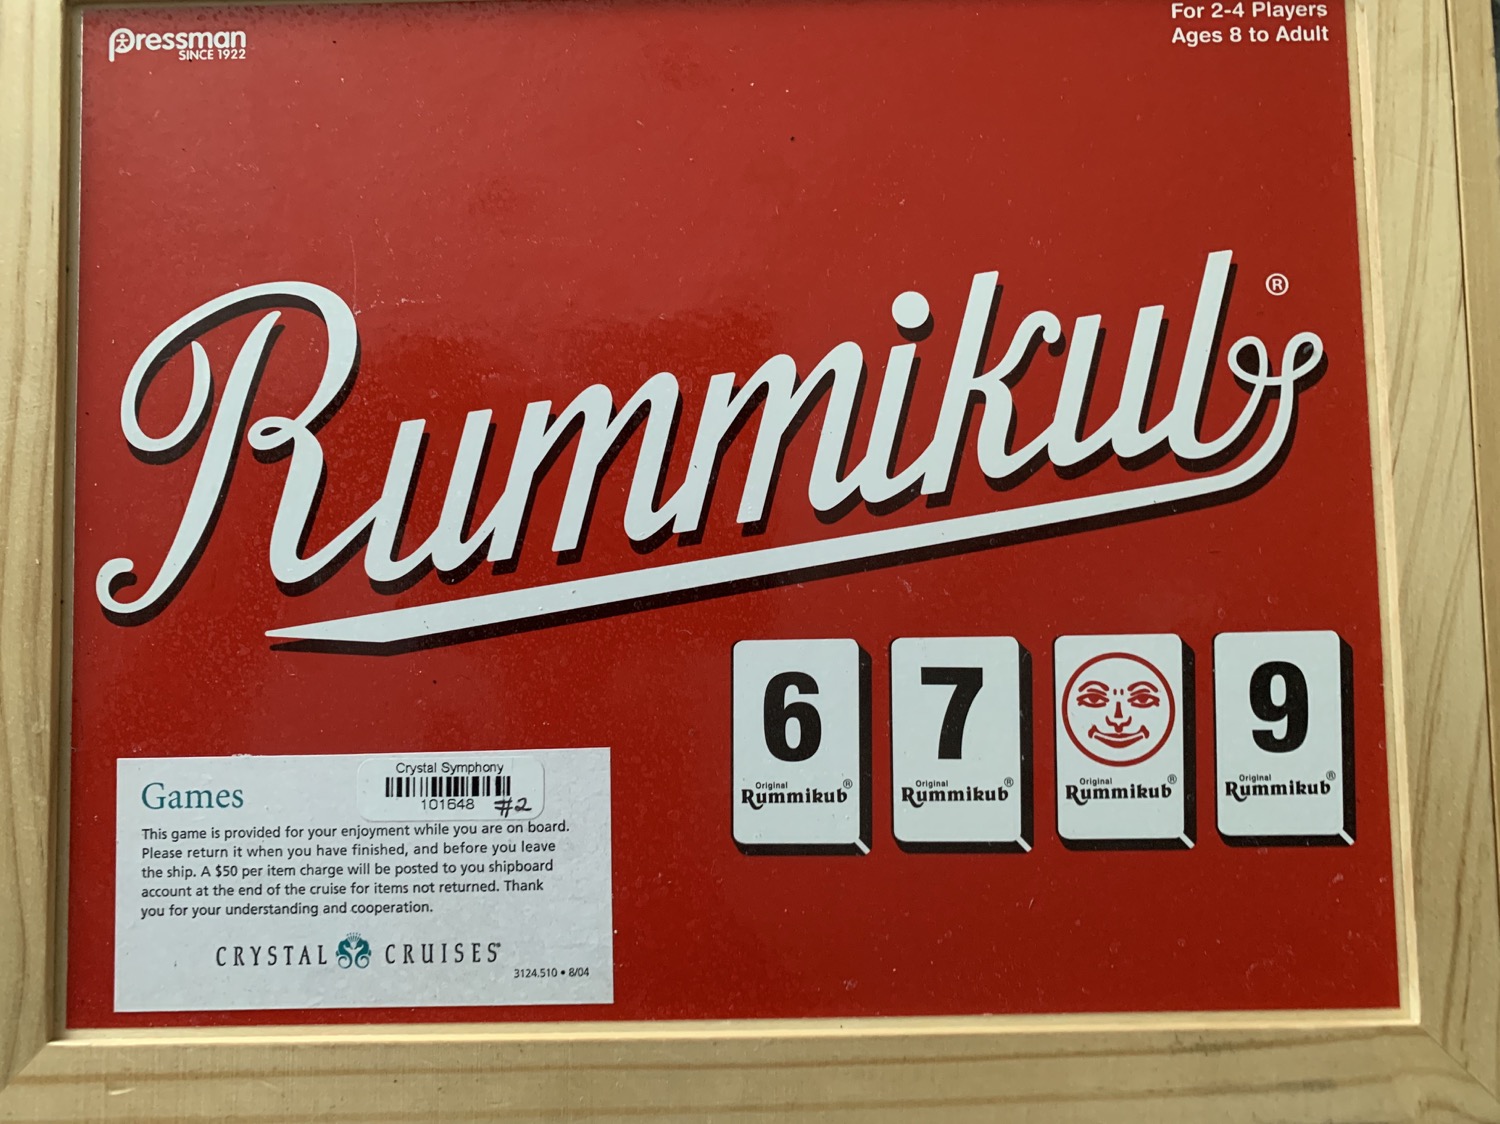 Pressman
SINCE 1922
For 2-4 Players
Ages 8 to Adult
Rummikub®
6
Original
Rummikub®
7
Original
Rummikub®
Original
Rummikub®
9
Original
Rummikub®
Crystal Symphony
101648 #2
Games
This game is provided for your enjoyment while you are on board.
Please return it when you have finished, and before you leave
the ship. A $50 per item charge will be posted to you shipboard
account at the end of the cruise for items not returned. Thank
you for your understanding and cooperation.
CRYSTAL CRUISES®
3124.510 • 8/04